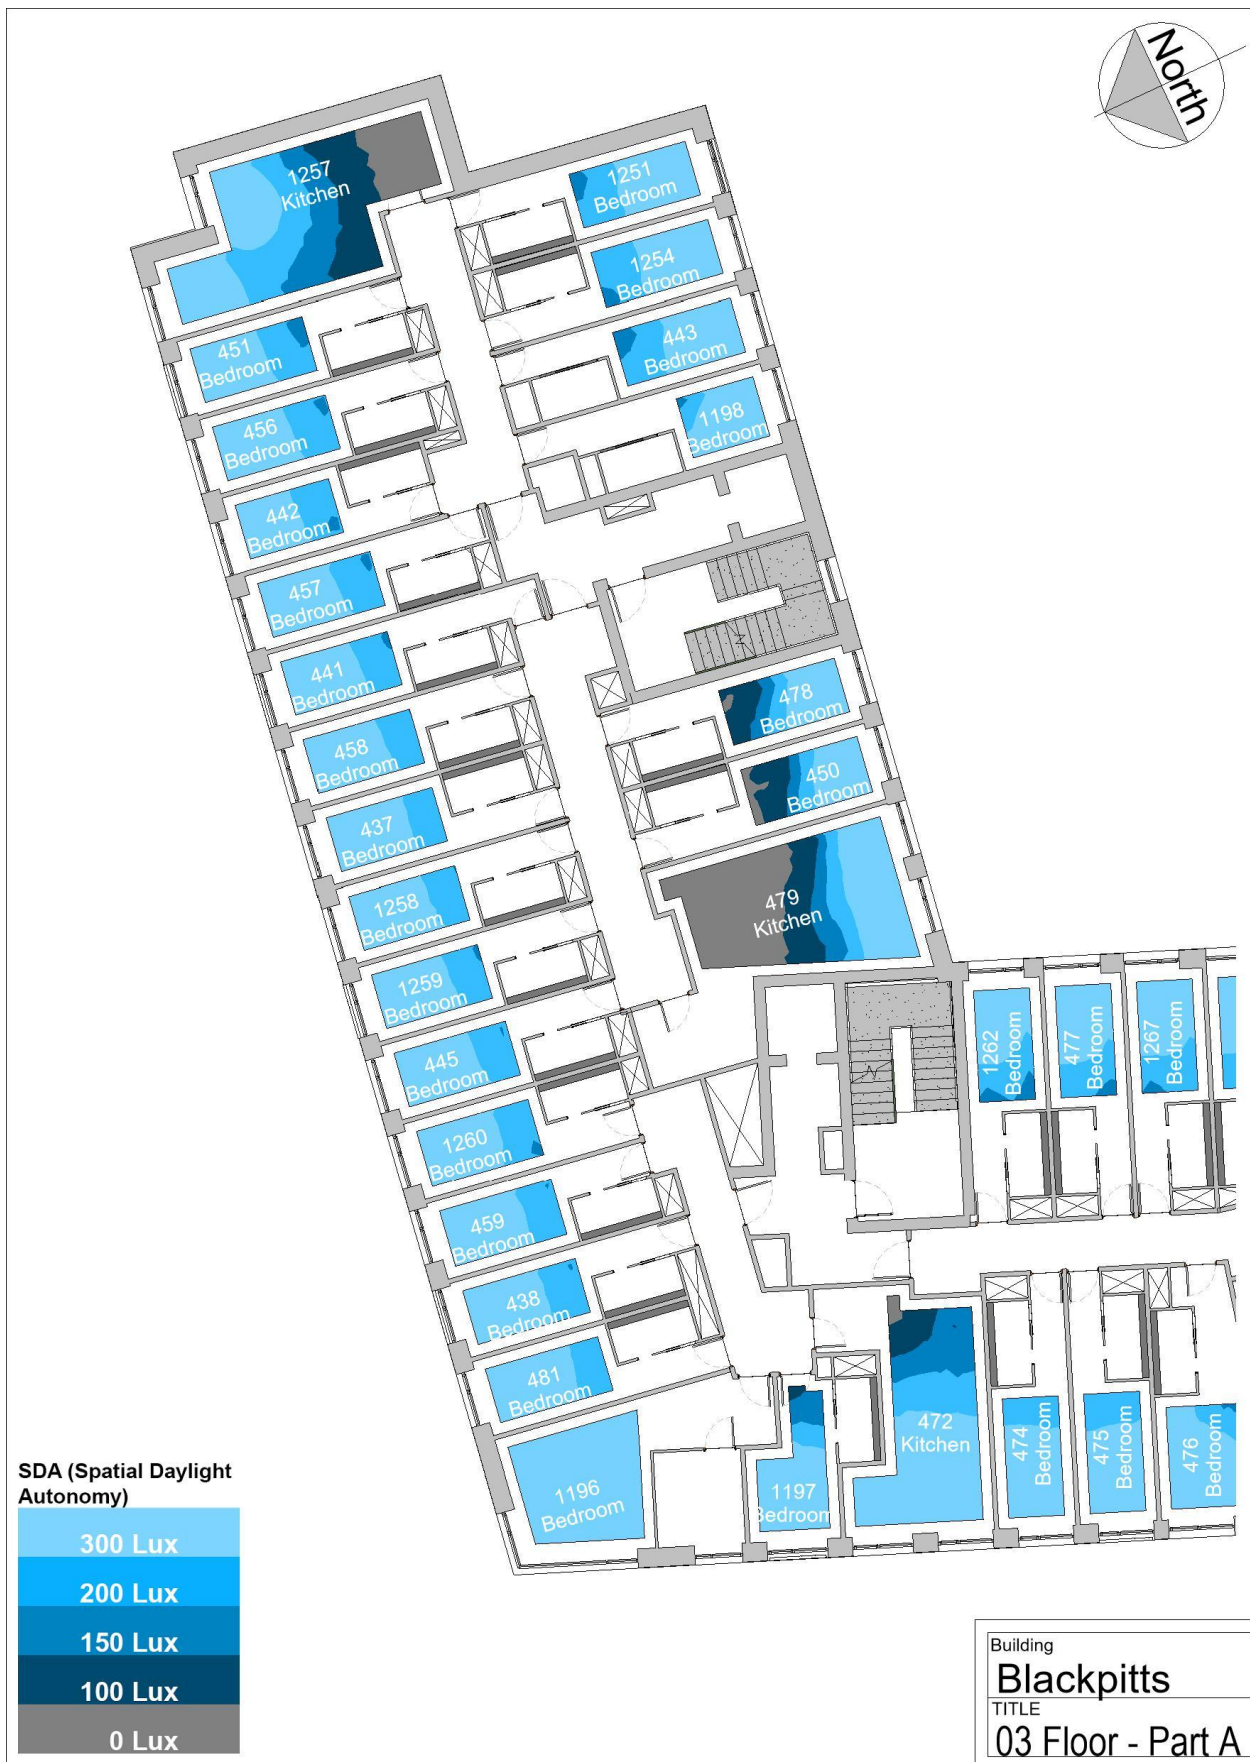 North
1257
Kitchen
1251
Bedroom
1254
Bedroom
443
Bedroom
1198
Bedroom
451
Bedroom
456
Bedroom
442
Bedroom
457
Bedroom
441
Bedroom
458
Bedroom
437
Bedroom
478
Bedroom
450
Bedroom
479
Kitchen
1258
Bedroom
1259
Bedroom
445
Bedroom
1260
Bedroom
459
Bedroom
438
Bedroom
481
Bedroom
1262
Bedroom
477
Bedroom
1267
Bedroom
1196
Bedroom
1197
Bedroom
472
Kitchen
474
Bedroom
475
Bedroom
476
Bedroom
SDA (Spatial Daylight
Autonomy)
300 Lux
200 Lux
150 Lux
100 Lux
0 Lux
Building
Blackpitts
TITLE
03 Floor - Part A